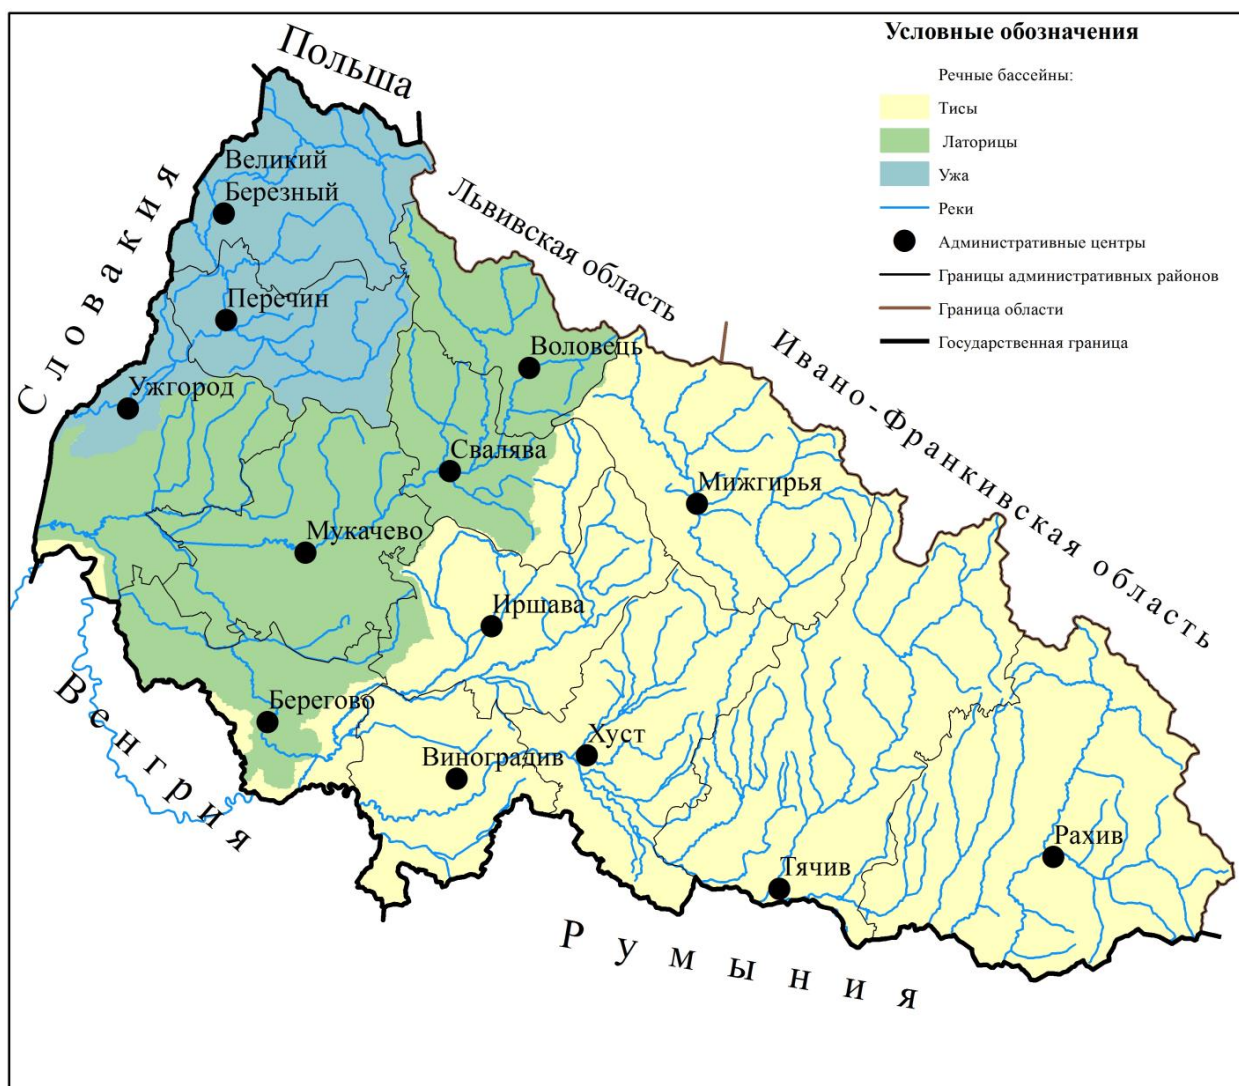 Условные обозначения
Речные бассейны:
Тисы
Латорицы
Ужа
Реки
Административные центры
Границы административных районов
Граница области
Государственная граница
Польша
Словакия
Львивская область
Ивано-Франкивская область
Венгрия
Румыния
Великий
Березный
Перечин
Ужгород
Воловець
Свалява
Мижгирья
Мукачево
Иршава
Берегово
Виноградив
Хуст
Тячив
Рахив